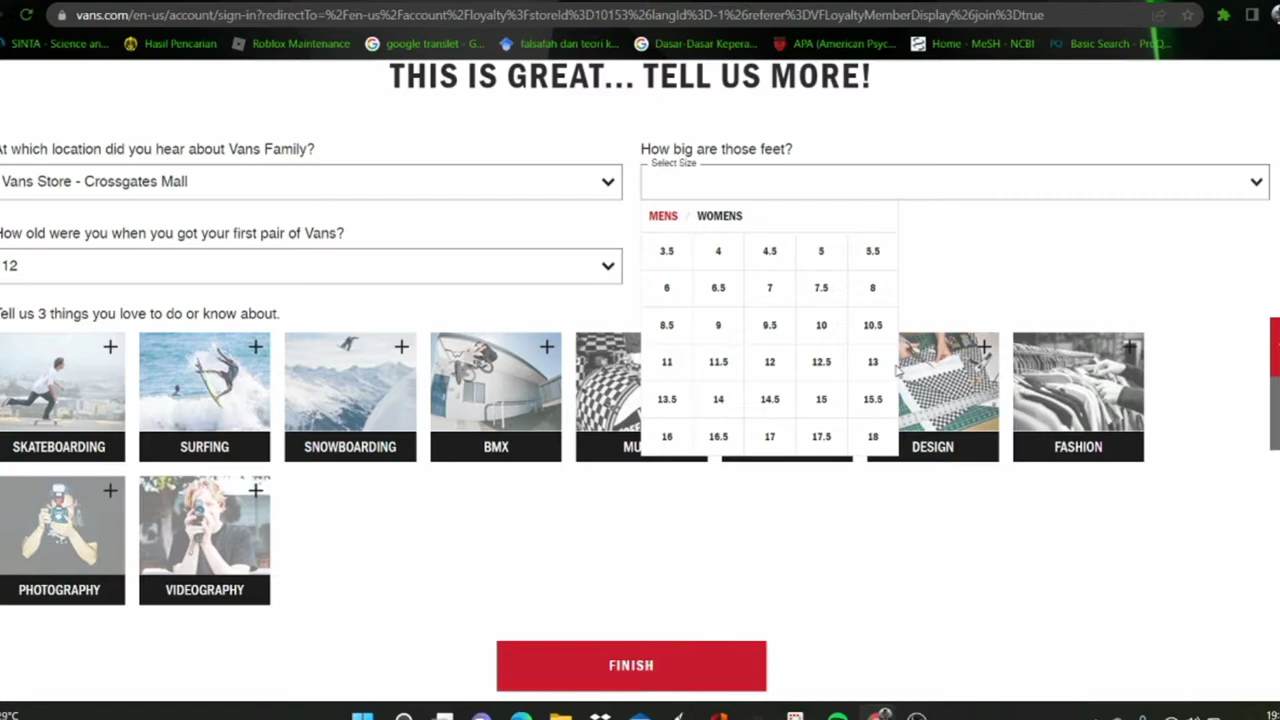 vans.com/en-us/account/sign-in?redirectTo=%2Fen-us%2Faccount%2Floyalty%3FstoreId%3D10153%26langId%3D-1%26referer%3DVFLoyaltyMemberDisplay%26join%3Dtrue
SINTA - Science an...
Hasil Pencarian
Roblox Maintenance
google translet - G...
falsafah dan teori k...
Dasar-Dasar Kepera...
APA (American Psyc...
Home - MeSH - NCBI
PQ Basic Search - ProQ...
THIS IS GREAT... TELL US MORE!
At which location did you hear about Vans Family?
How big are those feet?
Select Size
Vans Store - Crossgates Mall
MENS / WOMENS
How old were you when you got your first pair of Vans?
12
3.5 4 4.5 5 5.5
6 6.5 7 7.5 8
8.5 9 9.5 10 10.5
11 11.5 12 12.5 13
13.5 14 14.5 15 15.5
16 16.5 17 17.5 18
Tell us 3 things you love to do or know about.
SKATEBOARDING
SURFING
SNOWBOARDING
BMX
MU
DESIGN
FASHION
PHOTOGRAPHY
VIDEOGRAPHY
FINISH